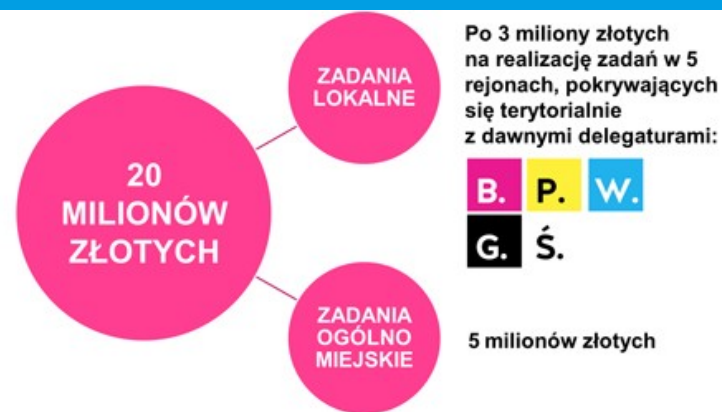 20
MILIONÓW
ZŁOTYCH
ZADANIA
LOKALNE
Po 3 miliony złotych
na realizację zadań w 5
rejonach, pokrywających
się terytorialnie
z dawnymi delegaturami:
B. P. W.
G. Ś.
ZADANIA
OGÓLNO
MIEJSKIE
5 milionów złotych